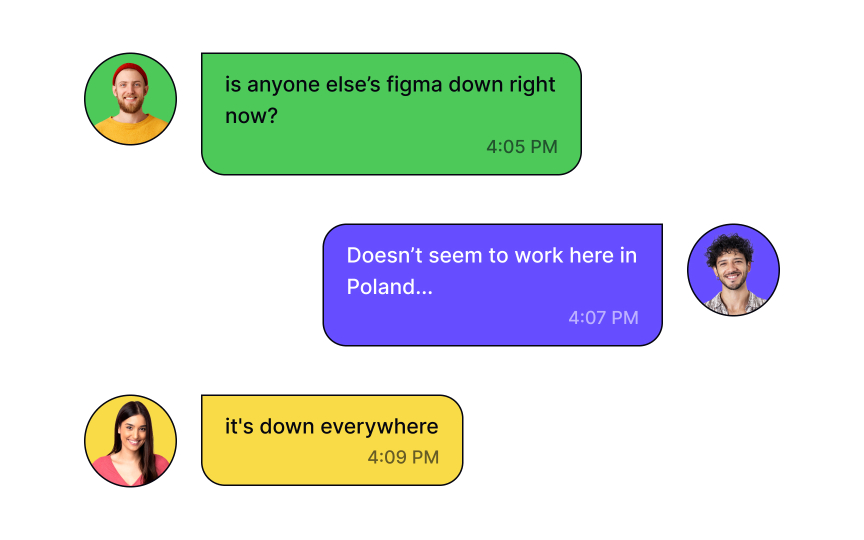 is anyone else’s figma down right
now?
4:05 PM
Doesn’t seem to work here in
Poland...
4:07 PM
it's down everywhere
4:09 PM